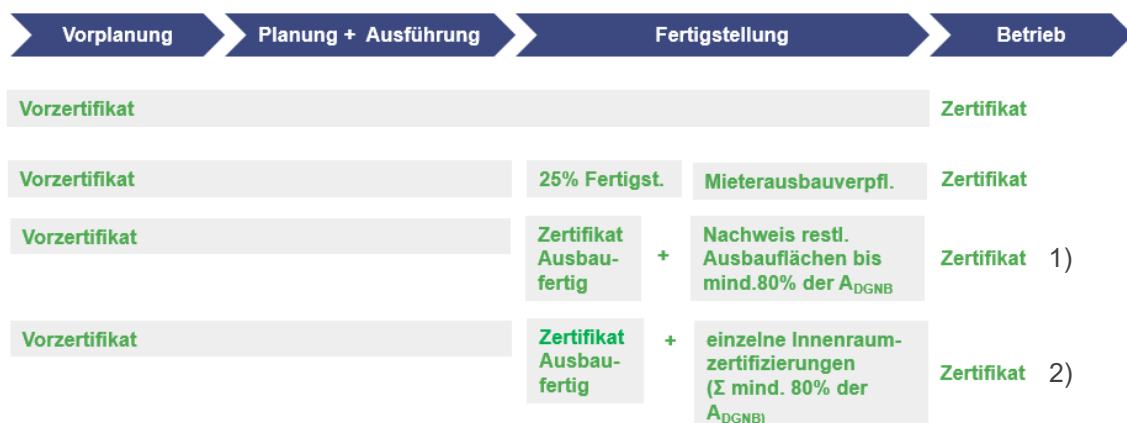 Vorplanung Planung + Ausführung Fertigstellung Betrieb
Vorzertifikat Zertifikat
Vorzertifikat 25% Fertigst. Mieterausbauverpfl. Zertifikat
Vorzertifikat
Zertifikat
Ausbau-
fertig
+
Nachweis restl.
Ausbauflächen bis
mind.80% der ADGNB
Zertifikat 1)
Vorzertifikat
Zertifikat
Ausbau-
fertig
+
einzelne Innenraum-
zertifizierungen
(Σ mind. 80% der
ADGNB)
Zertifikat 2)